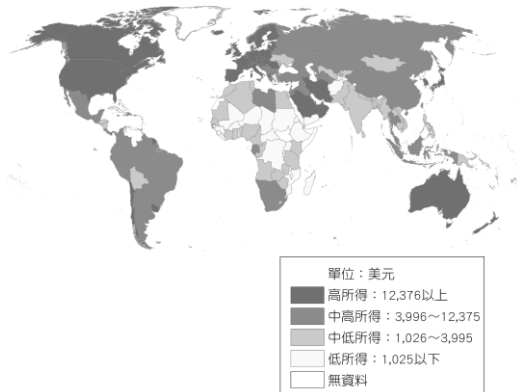 單位：美元
高所得：12,376以上
中高所得：3,996～12,375
中低所得：1,026～3,995
低所得：1,025以下
無資料